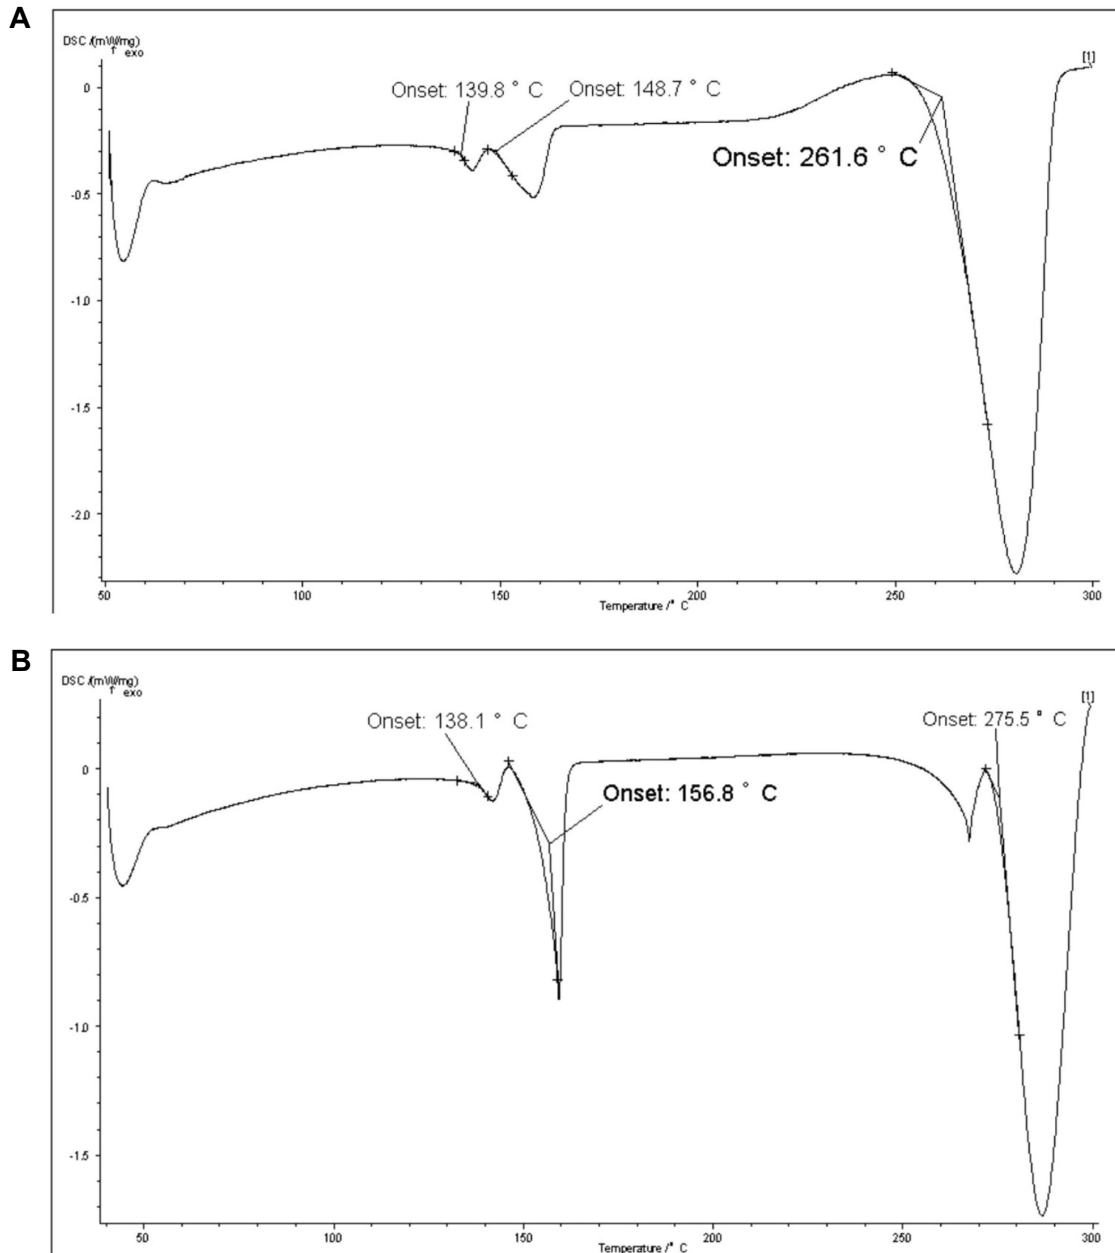 A
DSC /(mW/mg)
↑ exo
[1]
0
-0.5
-1.0
-1.5
-2.0
Onset: 139.8 ° C
Onset: 148.7 ° C
Onset: 261.6 ° C
50 100 150 200 250 300
Temperature /° C
B
DSC /(mW/mg)
↑ exo
[1]
0
-0.5
-1.0
-1.5
Onset: 138.1 ° C
Onset: 275.5 ° C
Onset: 156.8 ° C
50 100 150 200 250 300
Temperature /° C